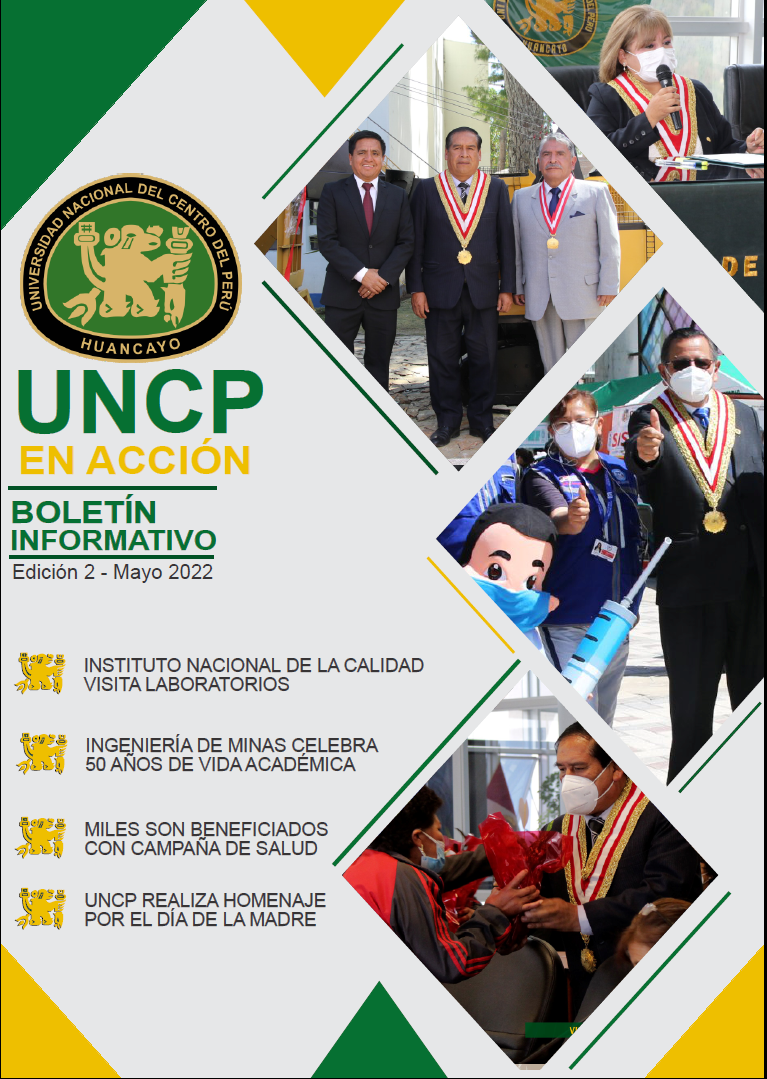 UNIVERSIDAD NACIONAL DEL CENTRO DEL PERÚ
HUANCAYO
UNCP
EN ACCIÓN
BOLETÍN
INFORMATIVO
Edición 2 - Mayo 2022
INSTITUTO NACIONAL DE LA CALIDAD
VISITA LABORATORIOS
INGENIERÍA DE MINAS CELEBRA
50 AÑOS DE VIDA ACADÉMICA
MILES SON BENEFICIADOS
CON CAMPAÑA DE SALUD
UNCP REALIZA HOMENAJE
POR EL DÍA DE LA MADRE
HUANCAYO
DE